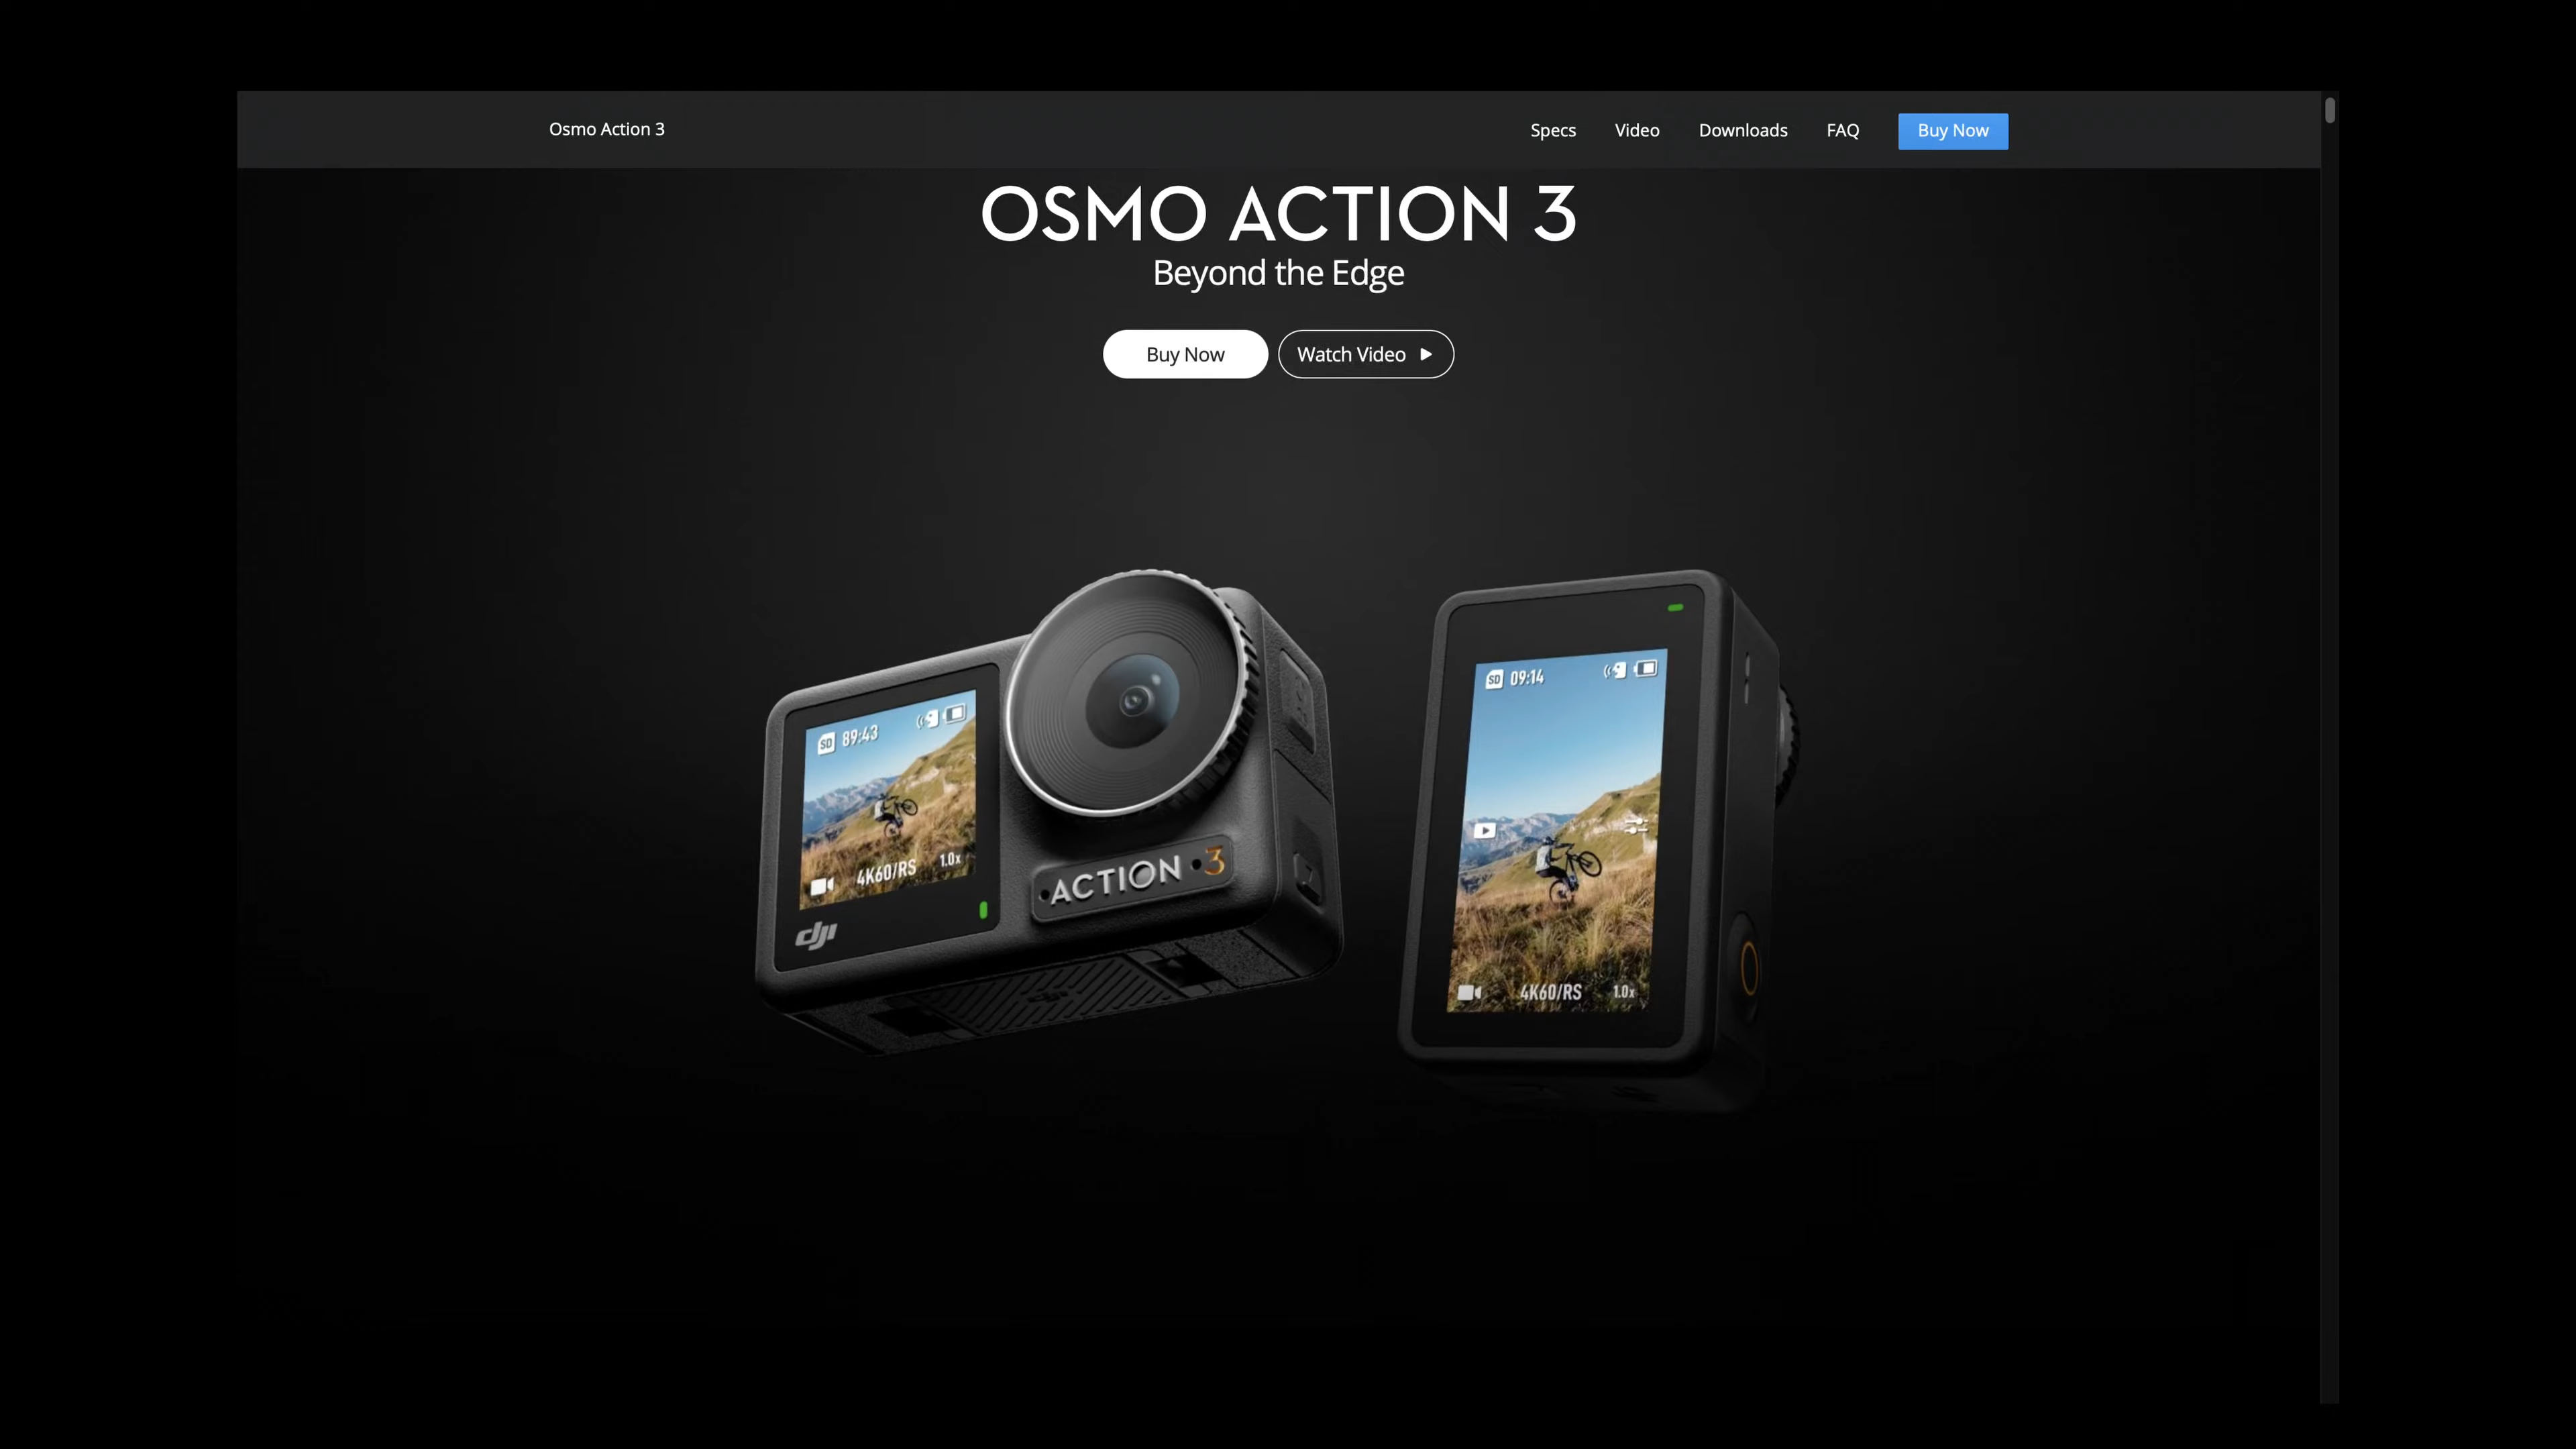 Osmo Action 3
Specs Video Downloads FAQ Buy Now
OSMO ACTION 3
Beyond the Edge
Buy Now Watch Video
SD 89:43
4K60/RS 1.0x
dji
ACTION 3
SD 09:14
4K60/RS 1.0x